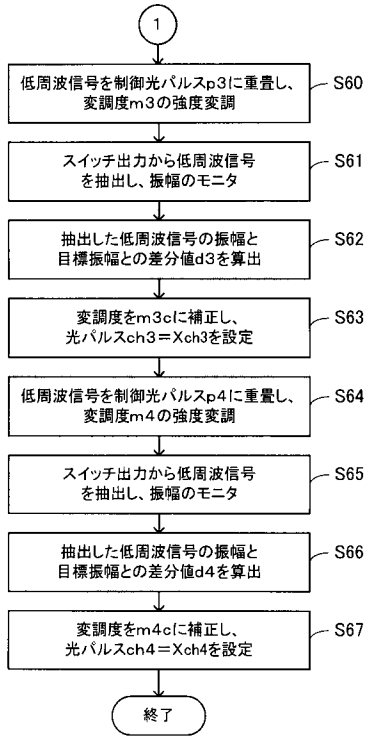 1
低周波信号を制御光パルスp3に重畳し、
変調度m3の強度変調
S60
スイッチ出力から低周波信号
を抽出し、振幅のモニタ
S61
抽出した低周波信号の振幅と
目標振幅との差分値d3を算出
S62
変調度をm3cに補正し、
光パルスch3=Xch3を設定
S63
低周波信号を制御光パルスp4に重畳し、
変調度m4の強度変調
S64
スイッチ出力から低周波信号
を抽出し、振幅のモニタ
S65
抽出した低周波信号の振幅と
目標振幅との差分値d4を算出
S66
変調度をm4cに補正し、
光パルスch4=Xch4を設定
S67
終了